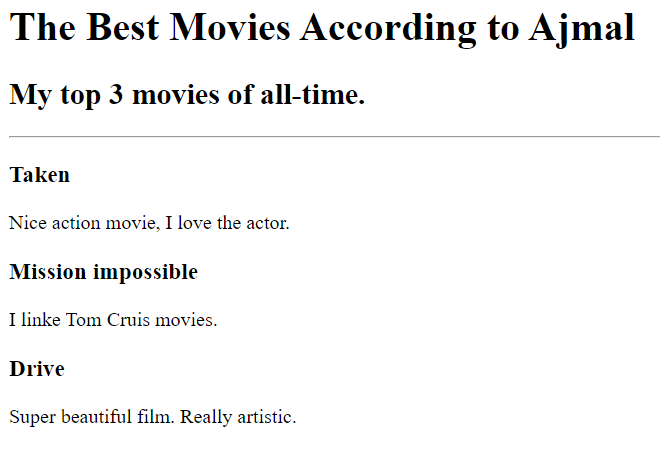 The Best Movies According to Ajmal
My top 3 movies of all-time.
Taken
Nice action movie, I love the actor.
Mission impossible
I linke Tom Cruis movies.
Drive
Super beautiful film. Really artistic.